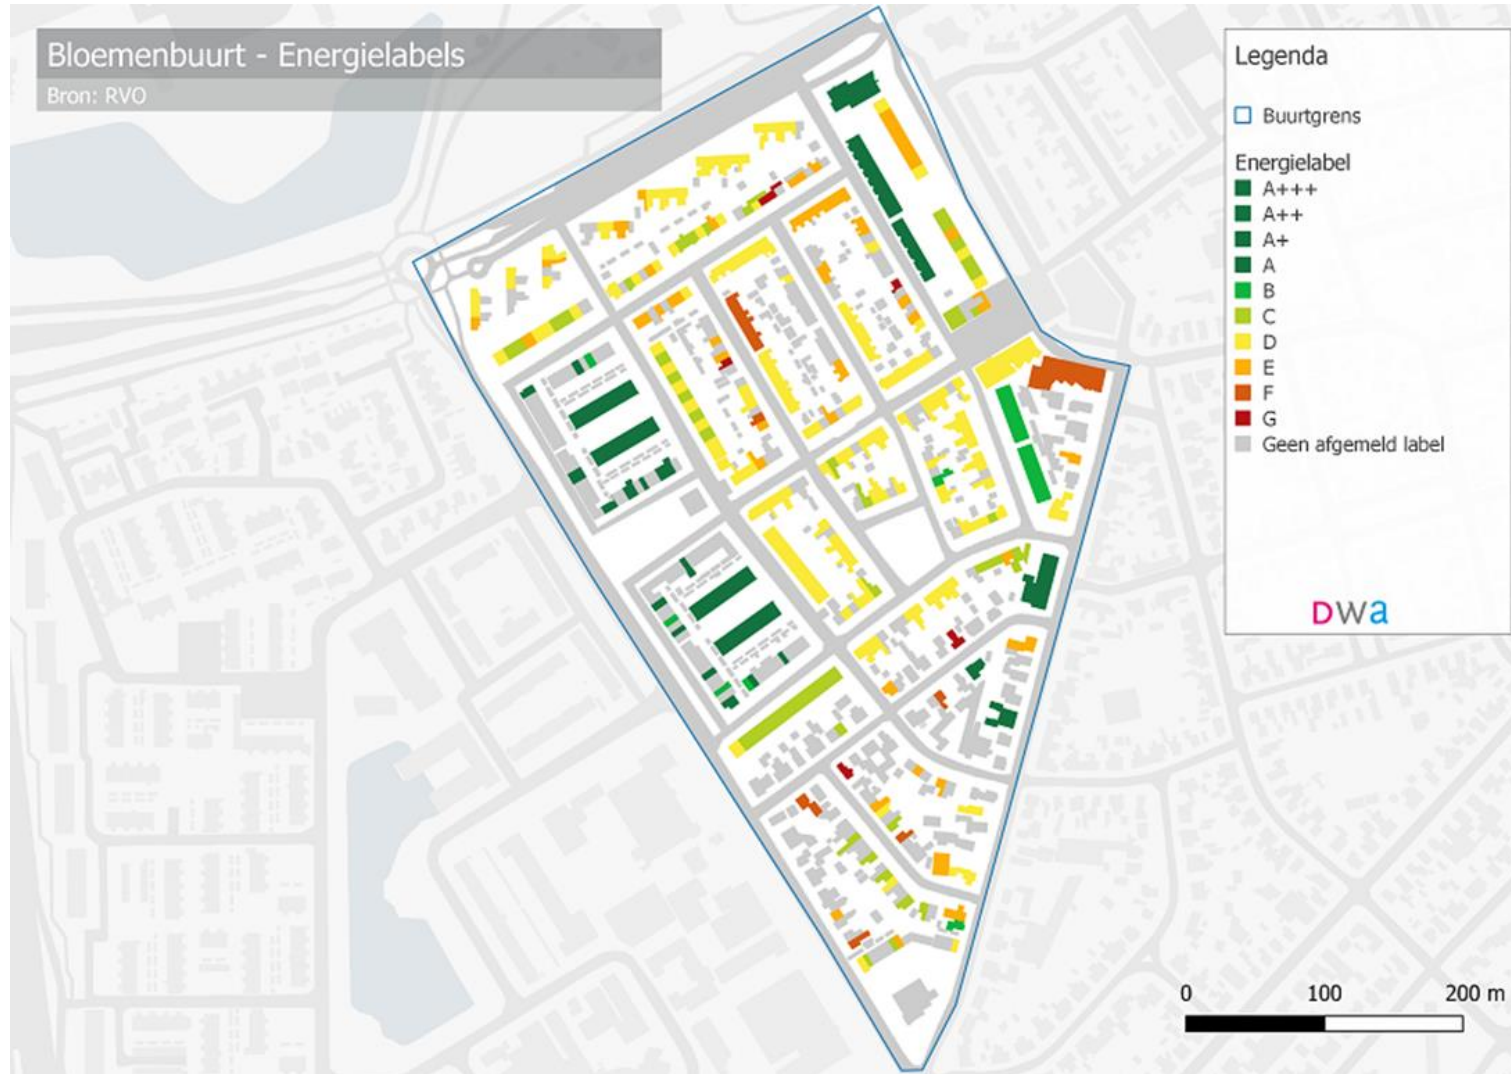 Bloemenbuurt - Energielabels
Bron: RVO
Legenda
Buurtgrens
Energielabel
A+++
A++
A+
A
B
C
D
E
F
G
Geen afgemeld label
DWa
0 100 200 m